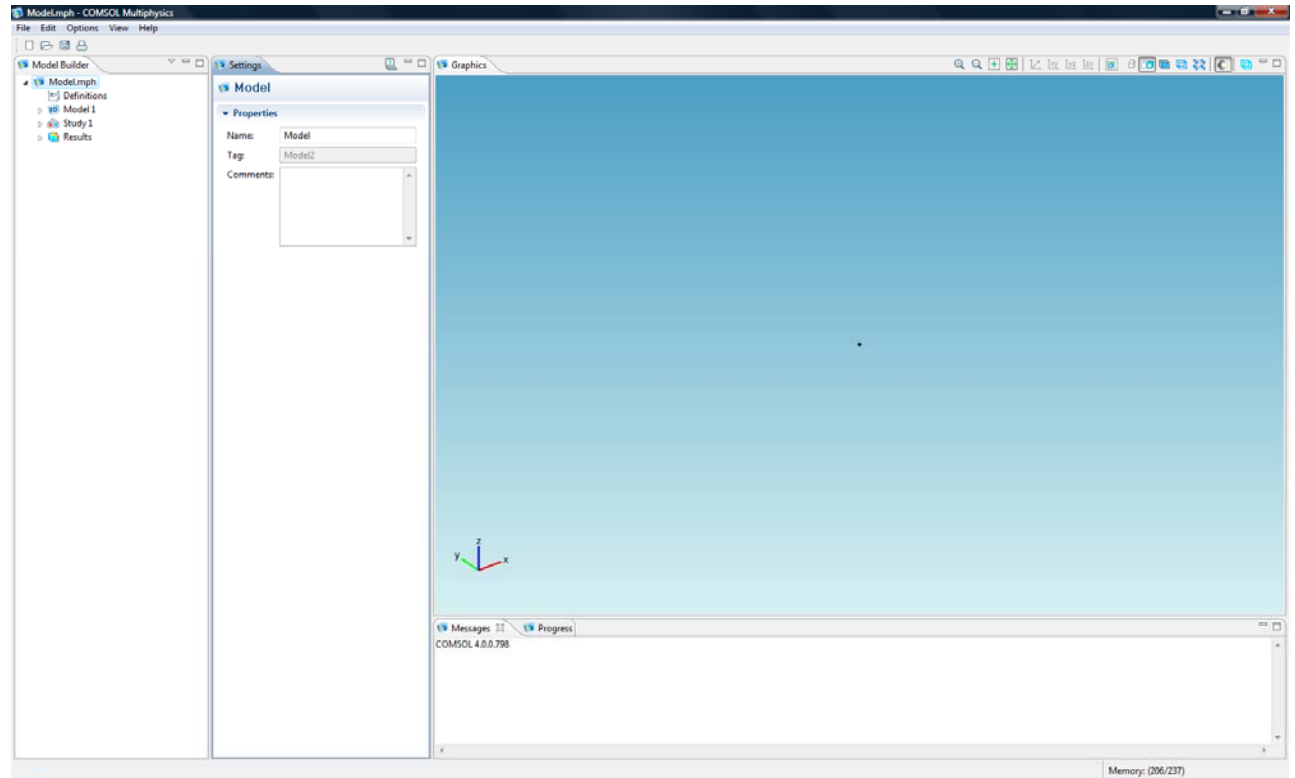 Model.mph - COMSOL Multiphysics
File Edit Options View Help
Model Builder
Model.mph
Definitions
Model 1
Study 1
Results
Settings
Model
Properties
Name: Model
Tag: Model2
Comments:
Graphics
z
y
x
Messages Progress
COMSOL 4.0.0.798
Memory: (206/237)